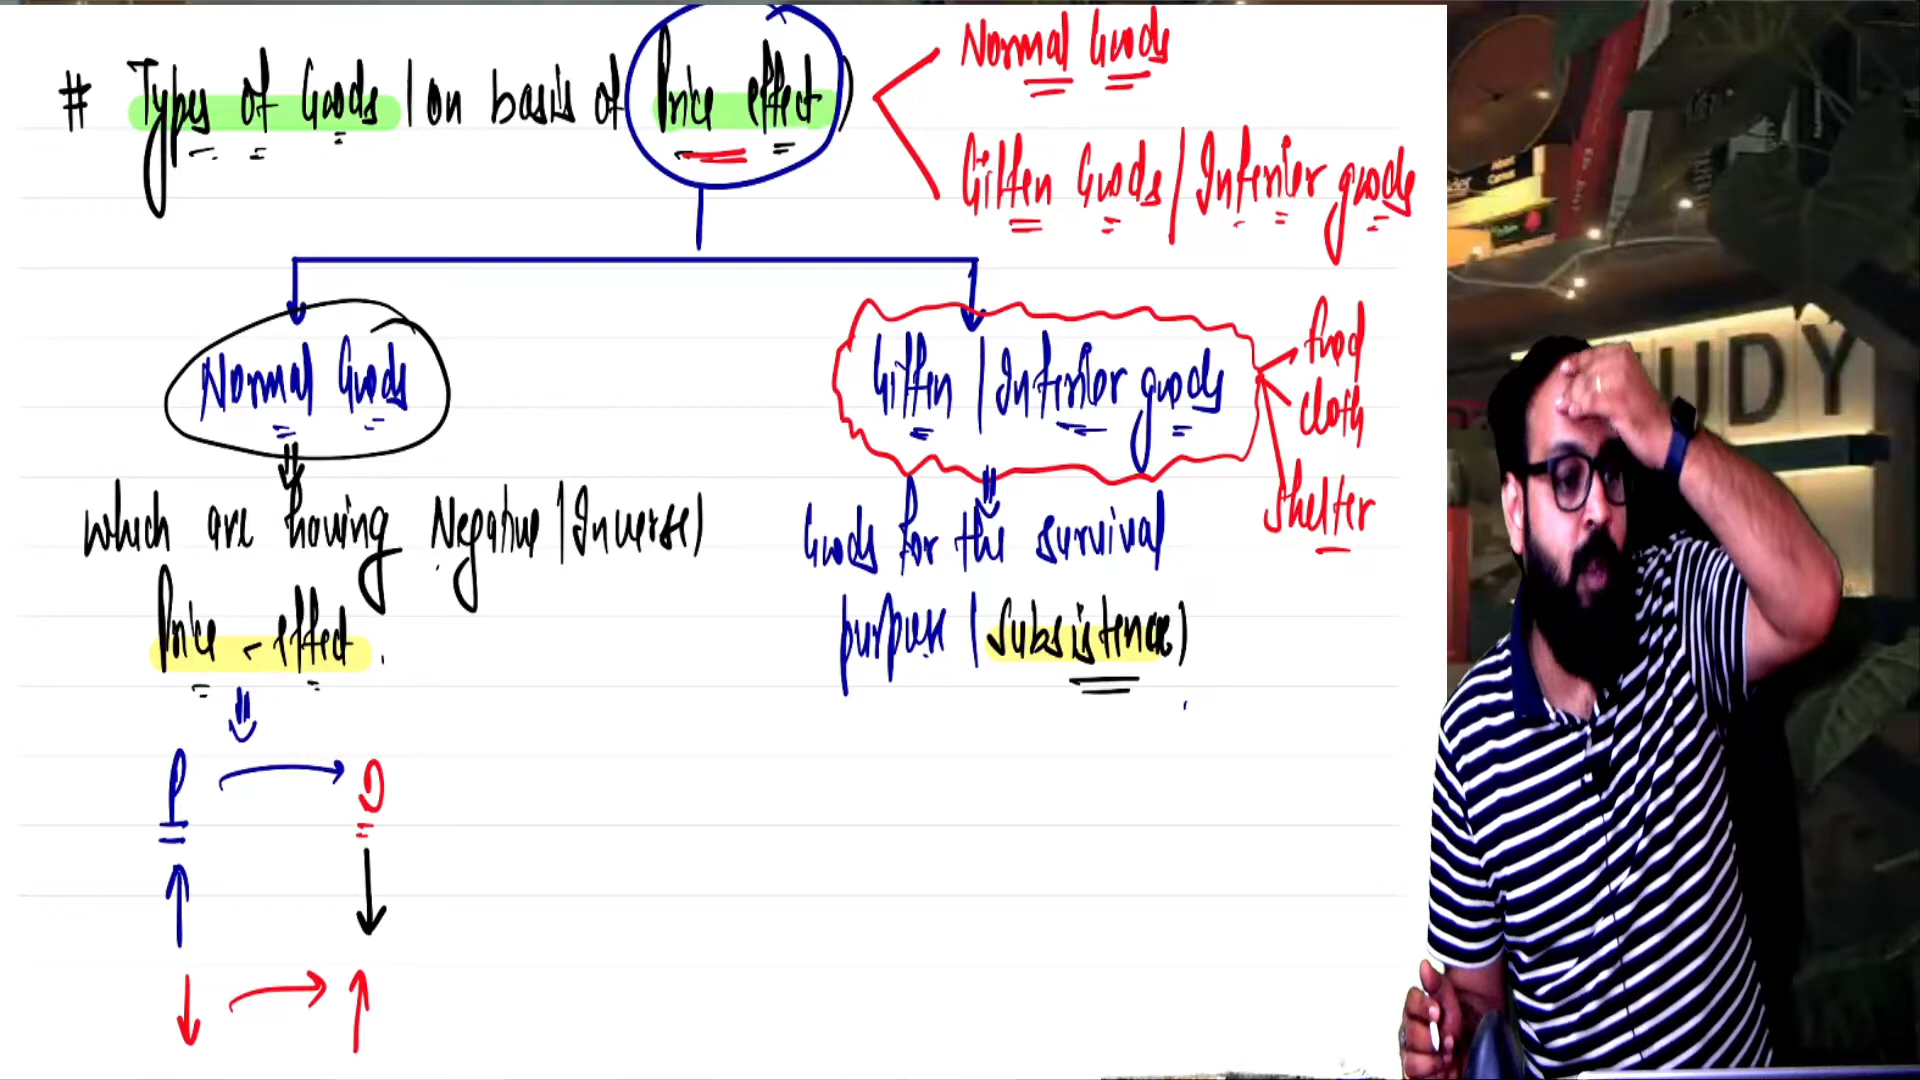 # Types of Goods (on basis of Price effect)
Normal Goods
Giffen Goods / Inferior goods
Normal Goods
Giffen / Inferior goods
food
cloth
shelter
which are having Negative (Inverse)
Price - effect.
Goods for the survival
purpose (Subsistence)
P → D
↑ ↓
↓ → ↑
UDY